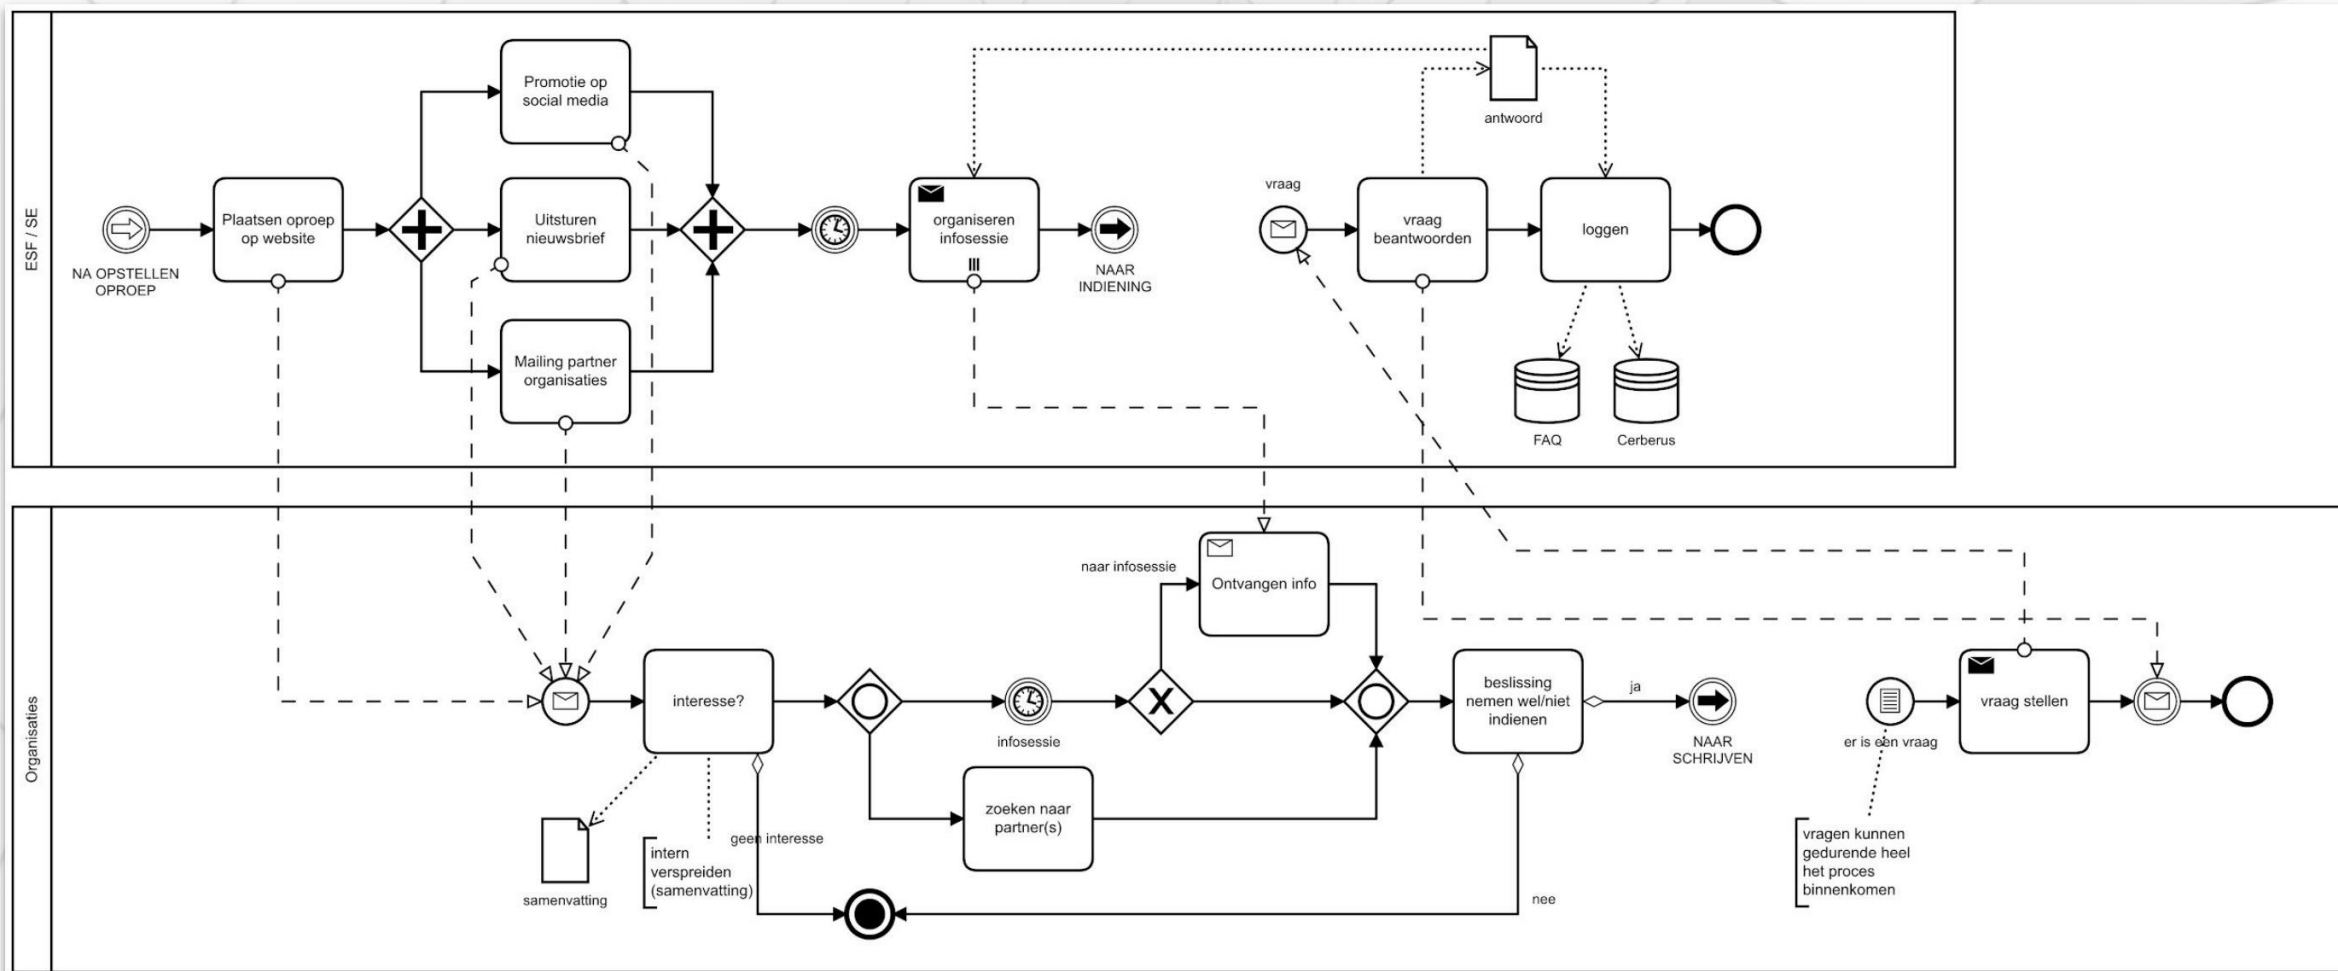 ESF / SE
NA OPSTELLEN
OPROEP
Plaatsen oproep
op website
Promotie op
social media
Uitsturen
nieuwsbrief
Mailing partner
organisaties
organiseren
infosessie
NAAR
INDIENING
vraag
vraag
beantwoorden
antwoord
loggen
FAQ
Cerberus
Organisaties
interesse?
samenvatting
intern
verspreiden
(samenvatting)
geen interesse
infosessie
zoeken naar
partner(s)
naar infosessie
Ontvangen info
beslissing
nemen wel/niet
indienen
ja
nee
NAAR
SCHRIJVEN
er is een vraag
vraag stellen
vragen kunnen
gedurende heel
het proces
binnenkomen